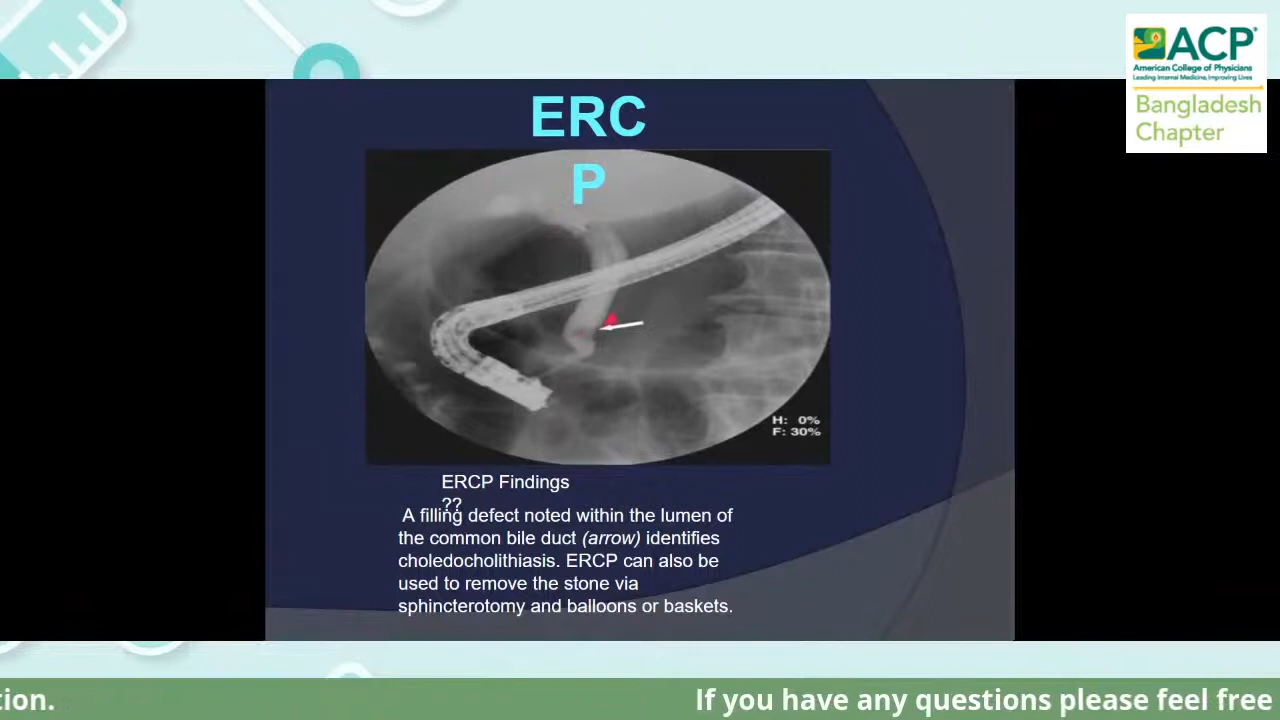 ACP
American College of Physicians
Leading Internal Medicine, Improving Lives
Bangladesh
Chapter
ERC
P
H: 0%
F: 30%
ERCP Findings
??
A filling defect noted within the lumen of
the common bile duct (arrow) identifies
choledocholithiasis. ERCP can also be
used to remove the stone via
sphincterotomy and balloons or baskets.
tion. If you have any questions please feel free